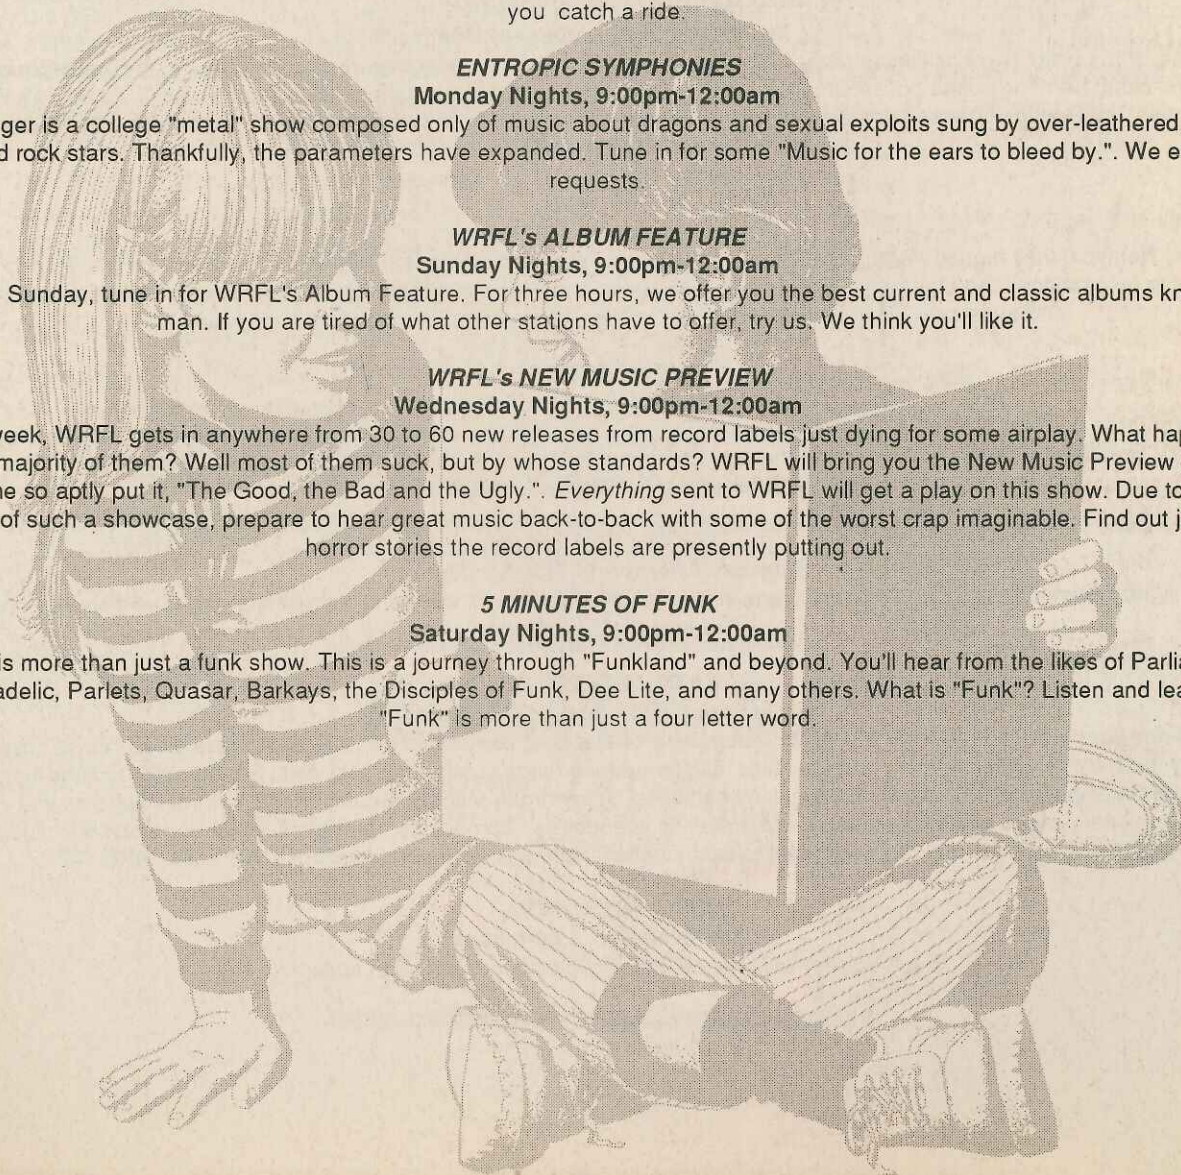 you catch a ride.
ENTROPIC SYMPHONIES
Monday Nights, 9:00pm-12:00am
ger is a college "metal" show composed only of music about dragons and sexual exploits sung by over-leathered
d rock stars. Thankfully, the parameters have expanded. Tune in for some "Music for the ears to bleed by.". We e
requests.
WRFL's ALBUM FEATURE
Sunday Nights, 9:00pm-12:00am
Sunday, tune in for WRFL's Album Feature. For three hours, we offer you the best current and classic albums kn
man. If you are tired of what other stations have to offer, try us. We think you'll like it.
WRFL's NEW MUSIC PREVIEW
Wednesday Nights, 9:00pm-12:00am
veek, WRFL gets in anywhere from 30 to 60 new releases from record labels just dying for some airplay. What hap
majority of them? Well most of them suck, but by whose standards? WRFL will bring you the New Music Preview
ne so aptly put it, "The Good, the Bad and the Ugly.". Everything sent to WRFL will get a play on this show. Due to
of such a showcase, prepare to hear great music back-to-back with some of the worst crap imaginable. Find out j
horror stories the record labels are presently putting out.
5 MINUTES OF FUNK
Saturday Nights, 9:00pm-12:00am
is more than just a funk show. This is a journey through "Funkland" and beyond. You'll hear from the likes of Parlia
adelic, Parlets, Quasar, Barkays, the Disciples of Funk, Dee Lite, and many others. What is "Funk"? Listen and lea
"Funk" is more than just a four letter word.